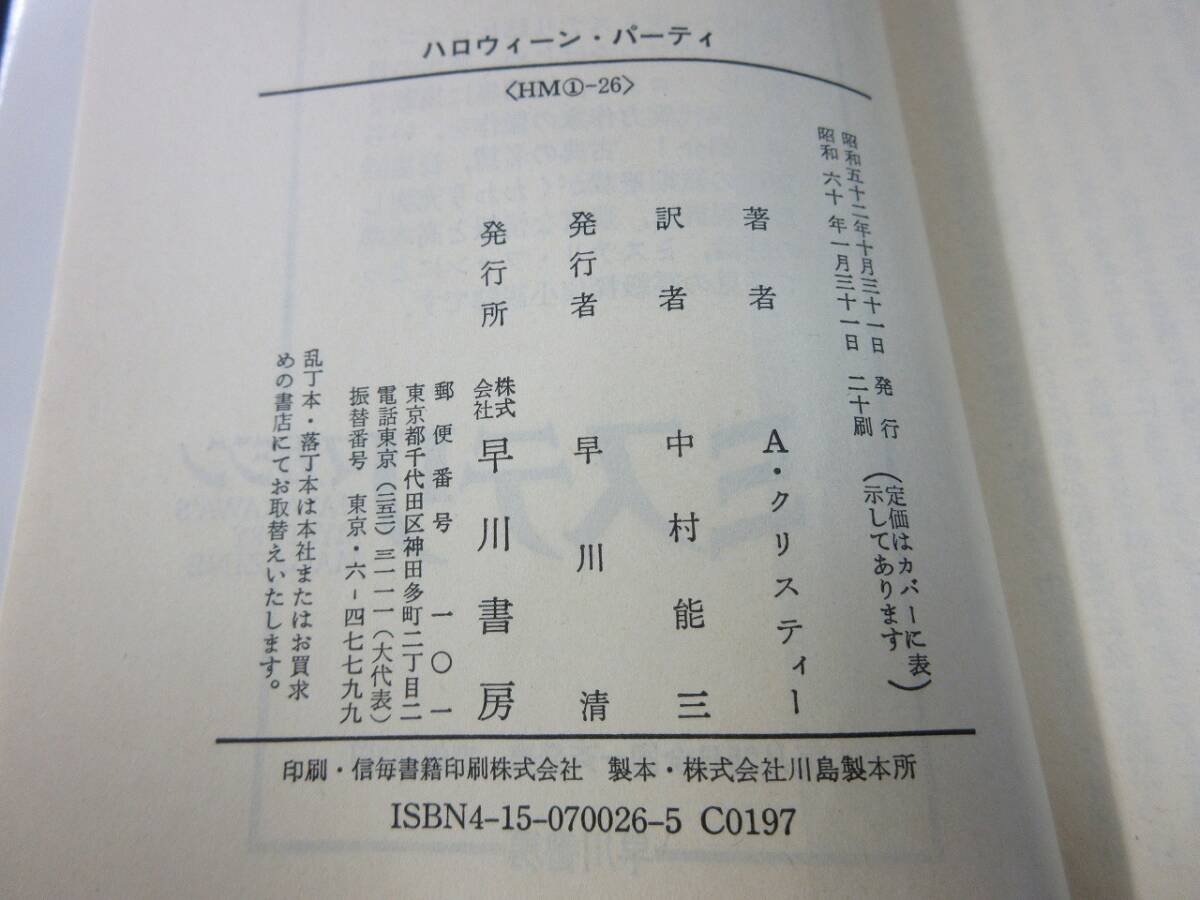 ハロウィーン・パーティ
〈HM①-26〉
昭和五十二年十月三十一日 発行
昭和六十年一月三十一日 二十刷
(定価はカバーに表
示してあります)
著者 A・クリスティー
訳者 中村能三
発行者 早川清
発行所 株式会社 早川書房
郵便番号 一〇一
東京都千代田区神田多町二丁目二
電話東京(二五二)三一一一(大代表)
振替番号 東京・六-四七七九九
乱丁本・落丁本は本社またはお買求
めの書店にてお取替えいたします。
印刷・信毎書籍印刷株式会社 製本・株式会社川島製本所
ISBN4-15-070026-5 C0197